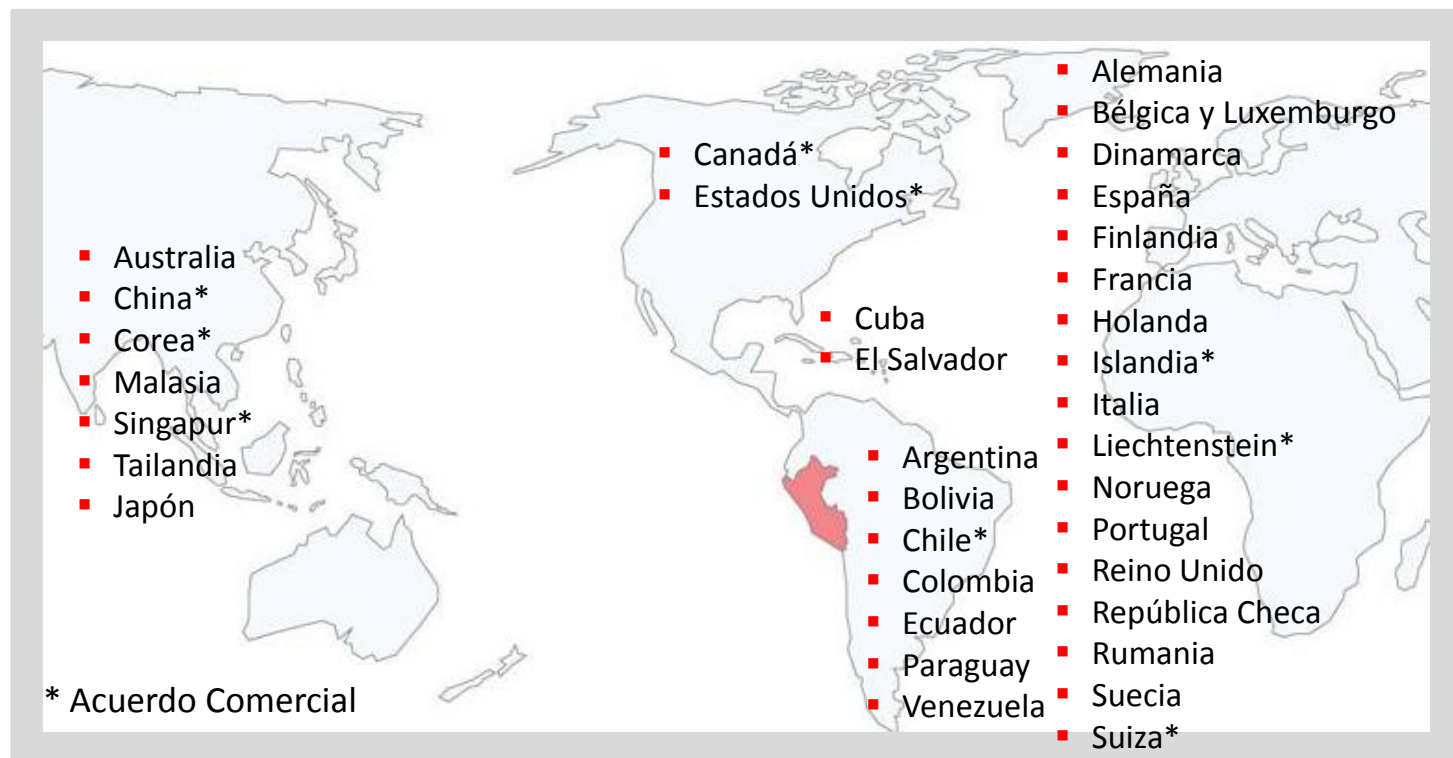 Australia
China*
Corea*
Malasia
Singapur*
Tailandia
Japón
Canadá*
Estados Unidos*
Cuba
El Salvador
Argentina
Bolivia
Chile*
Colombia
Ecuador
Paraguay
Venezuela
Alemania
Bélgica y Luxemburgo
Dinamarca
España
Finlandia
Francia
Holanda
Islandia*
Italia
Liechtenstein*
Noruega
Portugal
Reino Unido
República Checa
Rumania
Suecia
Suiza*
* Acuerdo Comercial